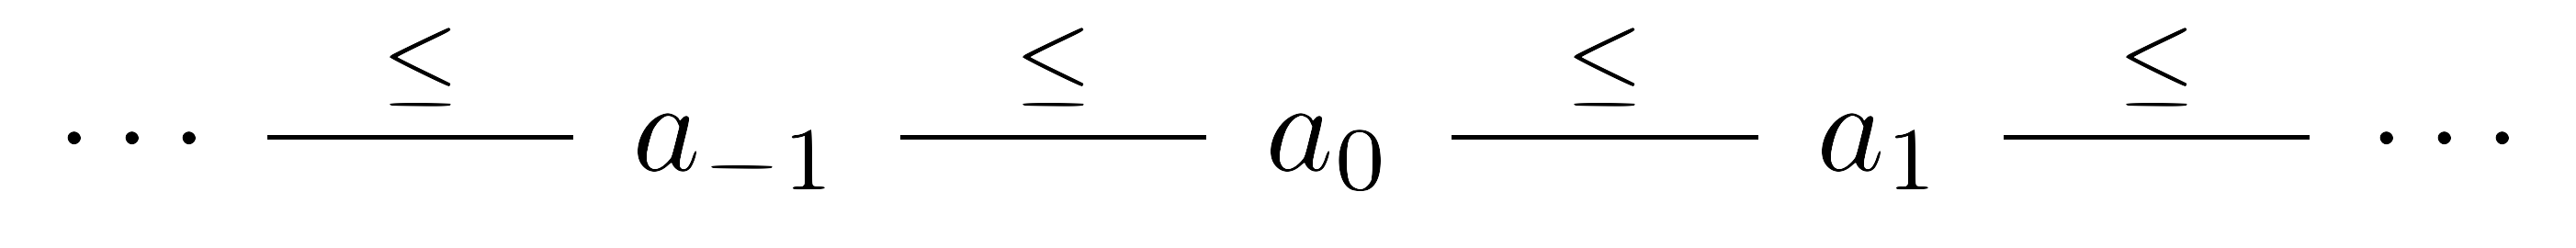 ⋯ ≤ a₋₁ ≤ a₀ ≤ a₁ ≤ ⋯